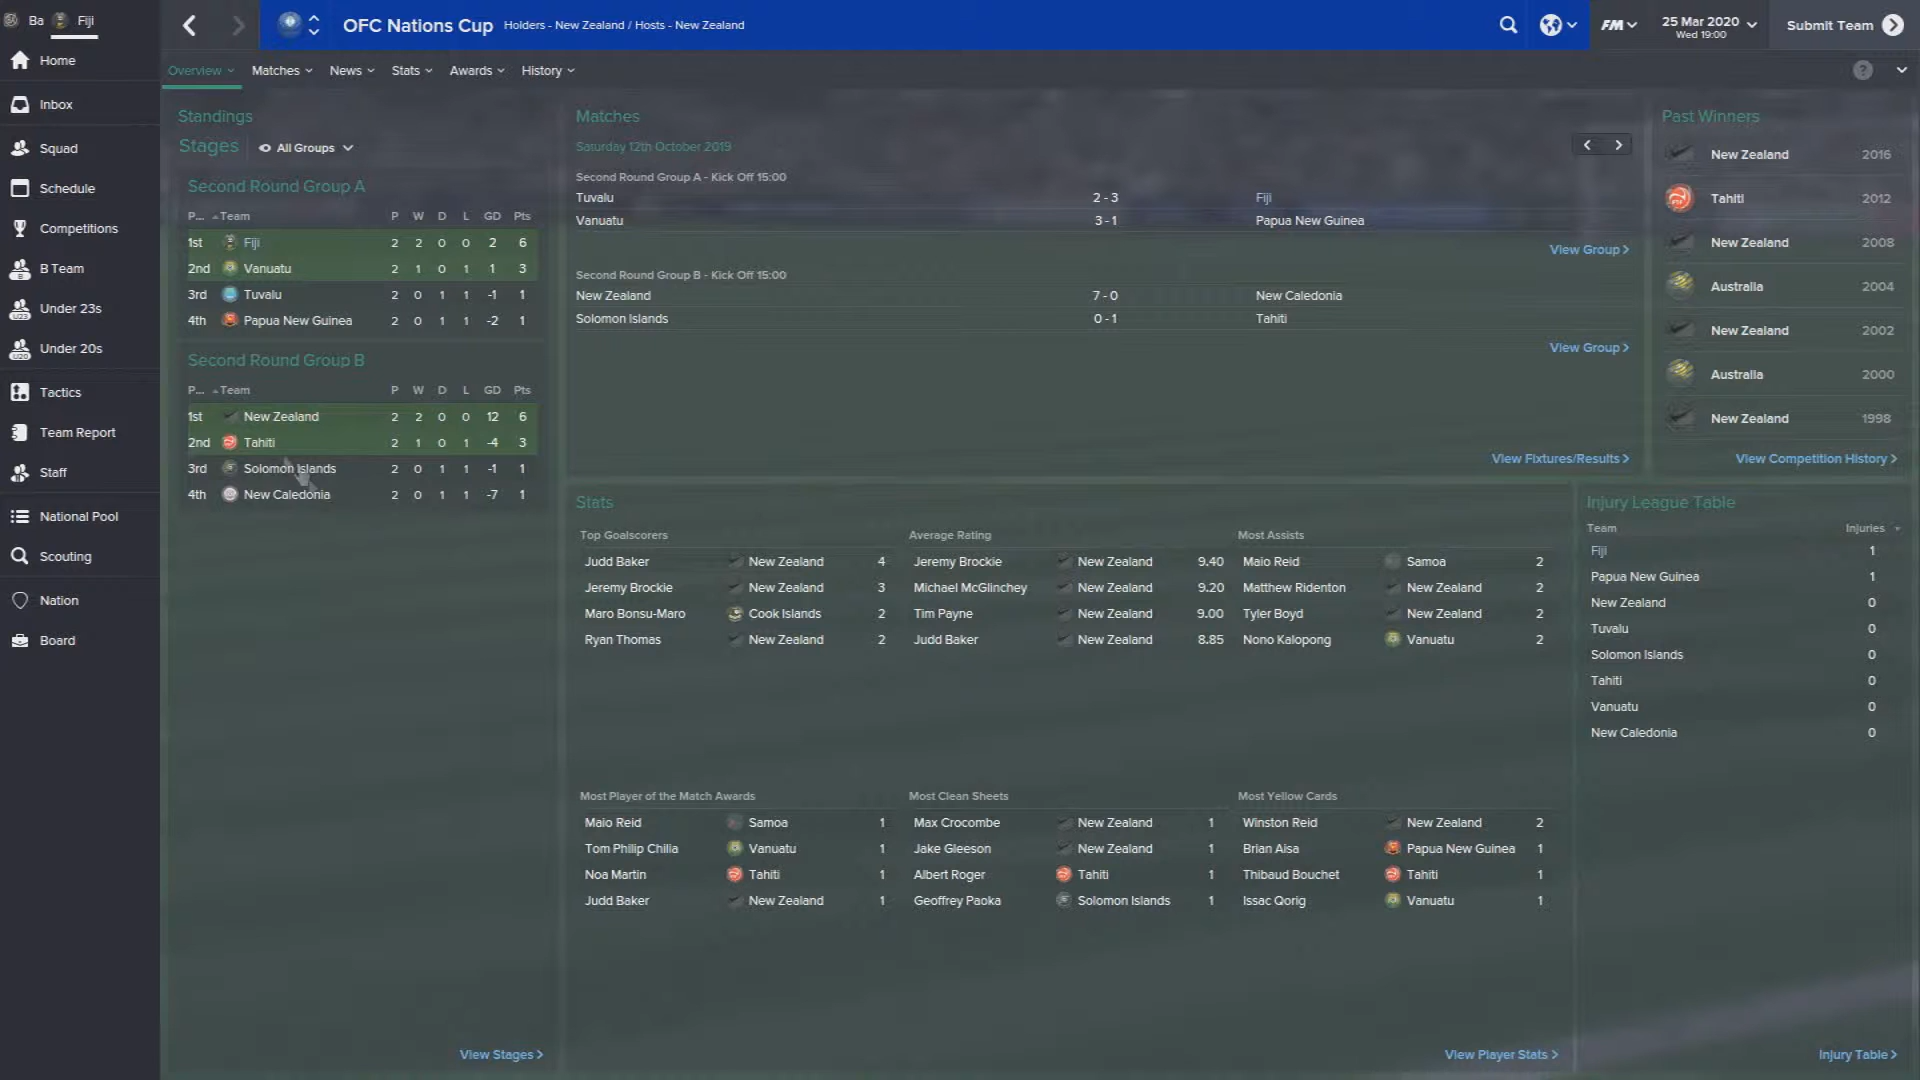 Ba Fiji
Home
Inbox
Squad
Schedule
Competitions
B Team
Under 23s
Under 20s
Tactics
Team Report
Staff
National Pool
Scouting
Nation
Board
OFC Nations Cup Holders - New Zealand / Hosts - New Zealand
FM
25 Mar 2020
Wed 19:00
Submit Team
Overview Matches News Stats Awards History
?
Standings
Stages All Groups
Second Round Group A
P... Team P W D L GD Pts
1st Fiji 2 2 0 0 2 6
2nd Vanuatu 2 1 0 1 1 3
3rd Tuvalu 2 0 1 1 -1 1
4th Papua New Guinea 2 0 1 1 -2 1
Second Round Group B
P... Team P W D L GD Pts
1st New Zealand 2 2 0 0 12 6
2nd Tahiti 2 1 0 1 -4 3
3rd Solomon Islands 2 0 1 1 -1 1
4th New Caledonia 2 0 1 1 -7 1
View Stages >
Matches
Saturday 12th October 2019
Second Round Group A - Kick Off 15:00
Tuvalu 2 - 3 Fiji
Vanuatu 3 - 1 Papua New Guinea
View Group >
Second Round Group B - Kick Off 15:00
New Zealand 7 - 0 New Caledonia
Solomon Islands 0 - 1 Tahiti
View Group >
View Fixtures/Results >
Past Winners
New Zealand 2016
Tahiti 2012
New Zealand 2008
Australia 2004
New Zealand 2002
Australia 2000
New Zealand 1998
View Competition History >
Stats
Top Goalscorers
Judd Baker New Zealand 4
Jeremy Brockie New Zealand 3
Maro Bonsu-Maro Cook Islands 2
Ryan Thomas New Zealand 2
Average Rating
Jeremy Brockie New Zealand 9.40
Michael McGlinchey New Zealand 9.20
Tim Payne New Zealand 9.00
Judd Baker New Zealand 8.85
Most Assists
Maio Reid Samoa 2
Matthew Ridenton New Zealand 2
Tyler Boyd New Zealand 2
Nono Kalopong Vanuatu 2
Most Player of the Match Awards
Maio Reid Samoa 1
Tom Philip Chilia Vanuatu 1
Noa Martin Tahiti 1
Judd Baker New Zealand 1
Most Clean Sheets
Max Crocombe New Zealand 1
Jake Gleeson New Zealand 1
Albert Roger Tahiti 1
Geoffrey Paoka Solomon Islands 1
Most Yellow Cards
Winston Reid New Zealand 2
Brian Aisa Papua New Guinea 1
Thibaud Bouchet Tahiti 1
Issac Qorig Vanuatu 1
View Player Stats >
Injury League Table
Team Injuries
Fiji 1
Papua New Guinea 1
New Zealand 0
Tuvalu 0
Solomon Islands 0
Tahiti 0
Vanuatu 0
New Caledonia 0
Injury Table >